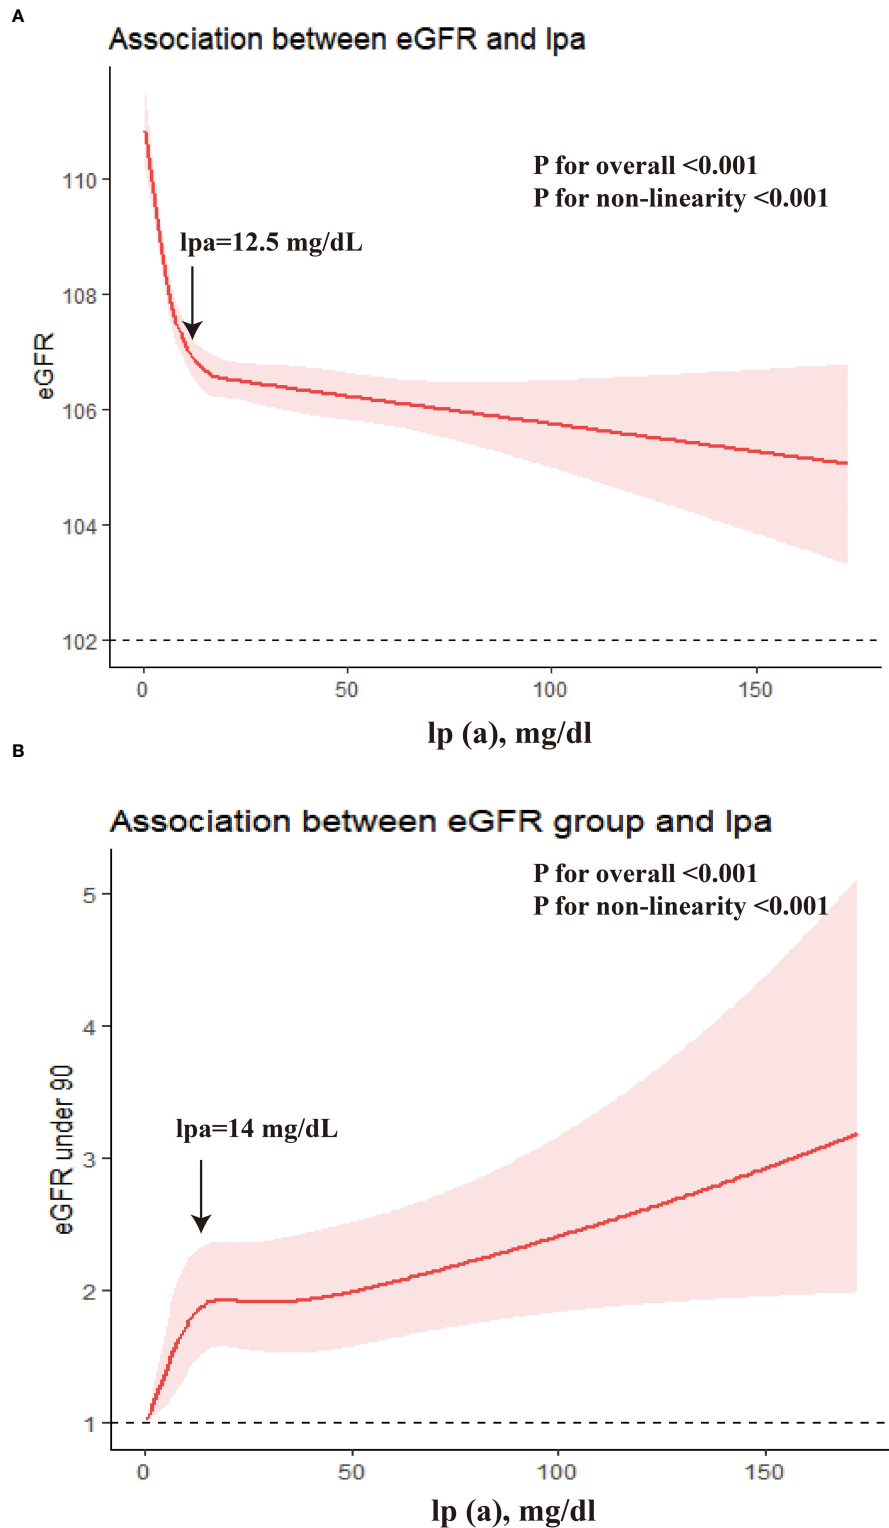 A
Association between eGFR and lpa
P for overall <0.001
P for non-linearity <0.001
lpa=12.5 mg/dL
eGFR
110
108
106
104
102
0 50 100 150
lp (a), mg/dl
B
Association between eGFR group and lpa
P for overall <0.001
P for non-linearity <0.001
lpa=14 mg/dL
eGFR under 90
5
4
3
2
1
0 50 100 150
lp (a), mg/dl